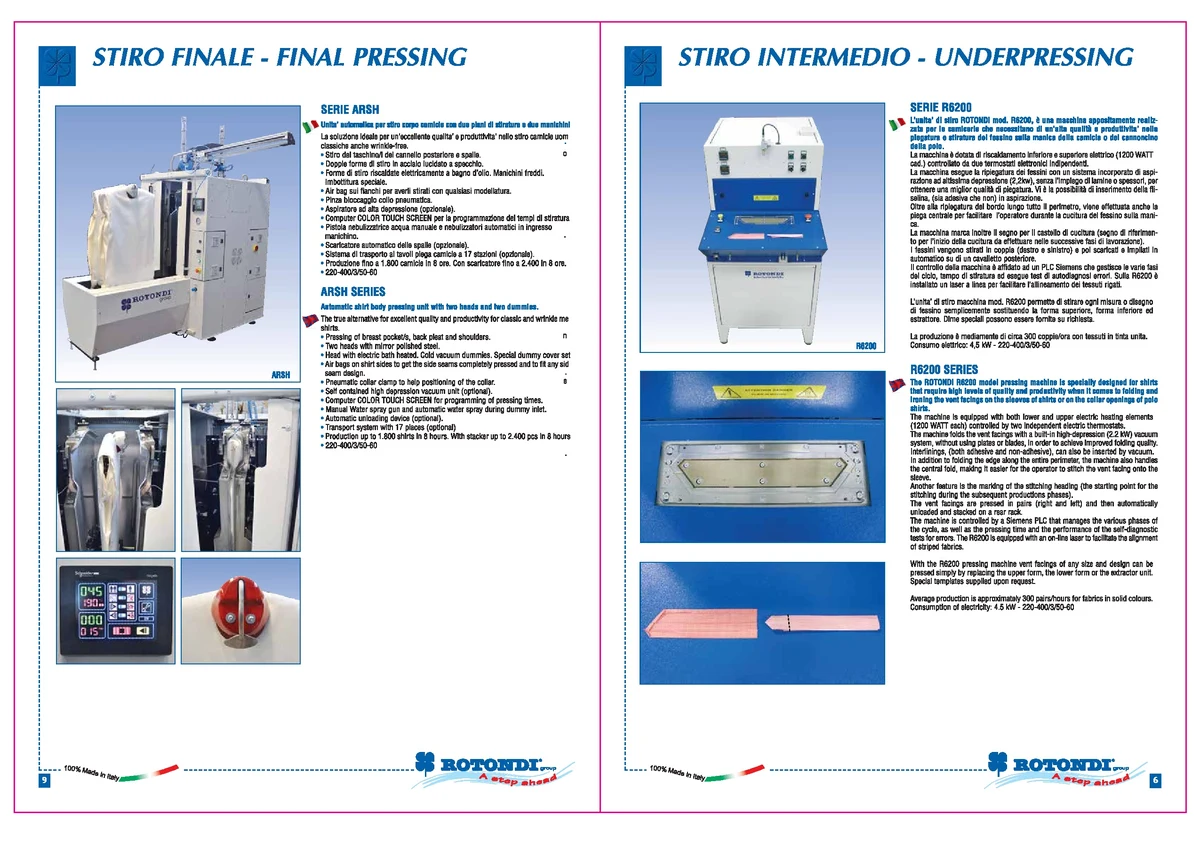 STIRO FINALE - FINAL PRESSING
SERIE ARSH
Unita' automatica per stiro corpo camicie con due piani di stiratura e due manichini
La soluzione ideale per un'eccellente qualita' e produttivita' nello stiro camicie uom
o
classiche anche wrinkle-free.
• Stiro del taschino/i del cannello posteriore e spalle.
• Doppie forme di stiro in acciaio lucidato a specchio.
• Forme di stiro riscaldate elettricamente a bagno d'olio. Manichini freddi.
Imbottitura speciale.
• Air bag sui fianchi per averli stirati con qualsiasi modellatura.
• Pinza bloccaggio collo pneumatica.
• Aspiratore ad alta depressione (opzionale).
• Computer COLOR TOUCH SCREEN per la programmazione dei tempi di stiratura
.
• Pistola nebulizzatrice acqua manuale e nebulizzatori automatici in ingresso
manichino.
• Scaricatore automatico delle spalle (opzionale).
• Sistema di trasporto ai tavoli piega camicie a 17 stazioni (opzionale).
• Produzione fino a 1.800 camicie in 8 ore. Con scaricatore fino a 2.400 in 8 ore.
• 220-400/3/50-60
ARSH SERIES
Automatic shirt body pressing unit with two heads and two dummies.
The true alternative for excellent quality and productivity for classic and wrinkle me
n
shirts.
• Pressing of breast pocket/s, back pleat and shoulders.
• Two heads with mirror polished steel.
• Head with electric bath heated. Cold vacuum dummies. Special dummy cover set
.
• Air bags on shirt sides to get the side seams completely pressed and to fit any sid
e
seam design.
• Pneumatic collar clamp to help positioning of the collar.
• Self contained high depression vacuum unit (optional).
• Computer COLOR TOUCH SCREEN for programming of pressing times.
• Manual Water spray gun and automatic water spray during dummy inlet.
• Automatic unloading device (optional).
• Transport system with 17 places (optional)
• Production up to 1.800 shirts in 8 hours. With stacker up to 2.400 pcs in 8 hours
.
• 220-400/3/50-60
ROTONDI group
ARSH
Schneider
045
190
000
015
100% Made in Italy
9
ROTONDI group
A step ahead
STIRO INTERMEDIO - UNDERPRESSING
SERIE R6200
L'unita' di stiro ROTONDI mod. R6200, è una macchina appositamente realiz-
zata per le camicerie che necessitano di un'alta qualità e produttivita' nella
piegatura e stiratura del fessino sulla manica della camicia o del cannoncino
della polo.
La macchina è dotata di riscaldamento inferiore e superiore elettrico (1200 WATT
cad.) controllato da due termostati elettronici indipendenti.
La macchina esegue la ripiegatura dei fessini con un sistema incorporato di aspi-
razione ad altissima depressione (2,2kw), senza l'impiego di lamine o spessori, per
ottenere una miglior qualità di piegatura. Vi è la possibilità di inserimento della fli-
selina, (sia adesiva che non) in aspirazione.
Oltre alla ripiegatura del bordo lungo tutto il perimetro, viene effettuata anche la
piega centrale per facilitare l'operatore durante la cucitura del fessino sulla mani-
ca.
La macchina marca inoltre il segno per il castello di cucitura (segno di riferimen-
to per l'inizio della cucitura da effettuare nelle successive fasi di lavorazione).
I fessini vengono stirati in coppia (destro e sinistro) e poi scaricati e impilati in
automatico su di un cavalletto posteriore.
Il controllo della macchina è affidato ad un PLC Siemens che gestisce le varie fasi
del ciclo, tempo di stiratura ed esegue test di autodiagnosi errori. Sulla R6200 è
installato un laser a linea per facilitare l'allineamento dei tessuti rigati.
L'unita' di stiro macchina mod. R6200 permette di stirare ogni misura o disegno
di fessino semplicemente sostituendo la forma superiore, forma inferiore ed
estrattore. Dime speciali possono essere fornite su richiesta.
La produzione è mediamente di circa 300 coppie/ora con tessuti in tinta unita.
Consumo elettrico: 4,5 kW - 220-400/3/50-60
R6200 SERIES
The ROTONDI R6200 model pressing machine is specially designed for shirts
that require high levels of quality and productivity when it comes to folding and
ironing the vent facings on the sleeves of shirts or on the collar openings of polo
shirts.
The machine is equipped with both lower and upper electric heating elements
(1200 WATT each) controlled by two independent electric thermostats.
The machine folds the vent facings with a built-in high-depression (2.2 kW) vacuum
system, without using plates or blades, in order to achieve improved folding quality.
Interlinings, (both adhesive and non-adhesive), can also be inserted by vacuum.
In addition to folding the edge along the entire perimeter, the machine also handles
the central fold, making it easier for the operator to stitch the vent facing onto the
sleeve.
Another feature is the marking of the stitching heading (the starting point for the
stitching during the subsequent productions phases).
The vent facings are pressed in pairs (right and left) and then automatically
unloaded and stacked on a rear rack.
The machine is controlled by a Siemens PLC that manages the various phases of
the cycle, as well as the pressing time and the performance of the self-diagnostic
tests for errors. The R6200 is equipped with an on-line laser to facilitate the alignment
of striped fabrics.
With the R6200 pressing machine vent facings of any size and design can be
pressed simply by replacing the upper form, the lower form or the extractor unit.
Special templates supplied upon request.
Average production is approximately 300 pairs/hours for fabrics in solid colours.
Consumption of electricity: 4.5 kW - 220-400/3/50-60
ROTONDI
R6200
100% Made in Italy
ROTONDI group
A step ahead
6